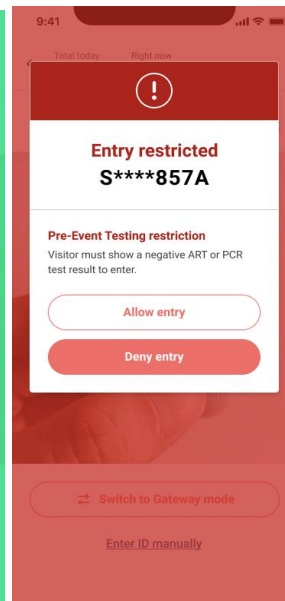 9:41
Total today Right now
!
Entry restricted
S****857A
Pre-Event Testing restriction
Visitor must show a negative ART or PCR
test result to enter.
Allow entry
Deny entry
Switch to Gateway mode
Enter ID manually